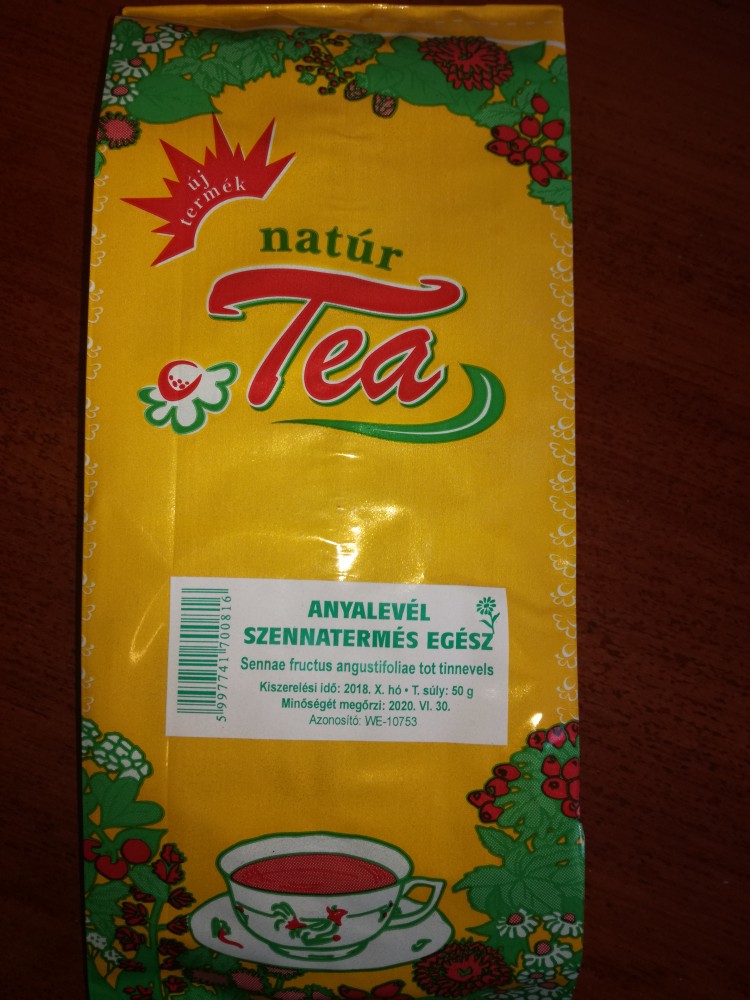 új
termék
natúr
Tea
ANYALEVÉL
SZENNATERMÉS EGÉSZ
Sennae fructus angustifoliae tot tinnevels
Kiszerelési idő: 2018. X. hó • T. súly: 50 g
Minőségét megőrzi: 2020. VI. 30.
Azonosító: WE-10753
5 997741 700816